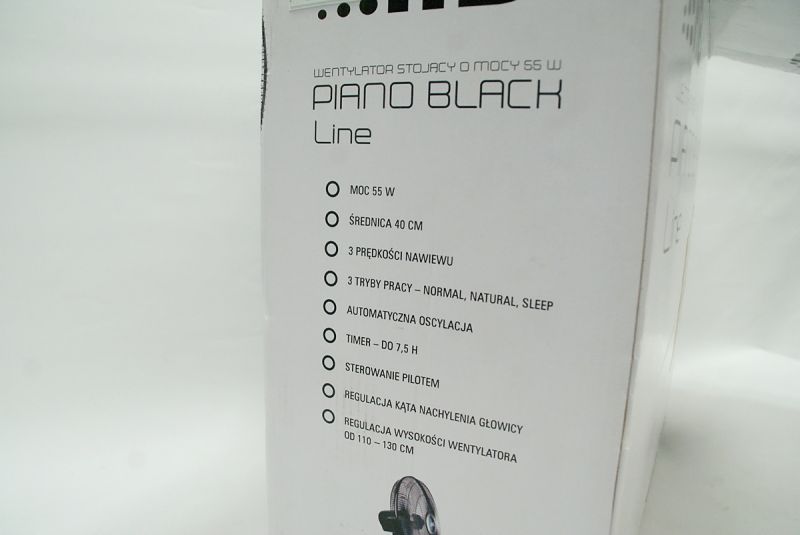 WENTYLATOR STOJĄCY O MOCY 55 W
PIANO BLACK
Line
MOC 55 W
ŚREDNICA 40 CM
3 PRĘDKOŚCI NAWIEWU
3 TRYBY PRACY – NORMAL, NATURAL, SLEEP
AUTOMATYCZNA OSCYLACJA
TIMER – DO 7,5 H
STEROWANIE PILOTEM
REGULACJA KĄTA NACHYLENIA GŁOWICY
REGULACJA WYSOKOŚCI WENTYLATORA
OD 110 – 130 CM
Line